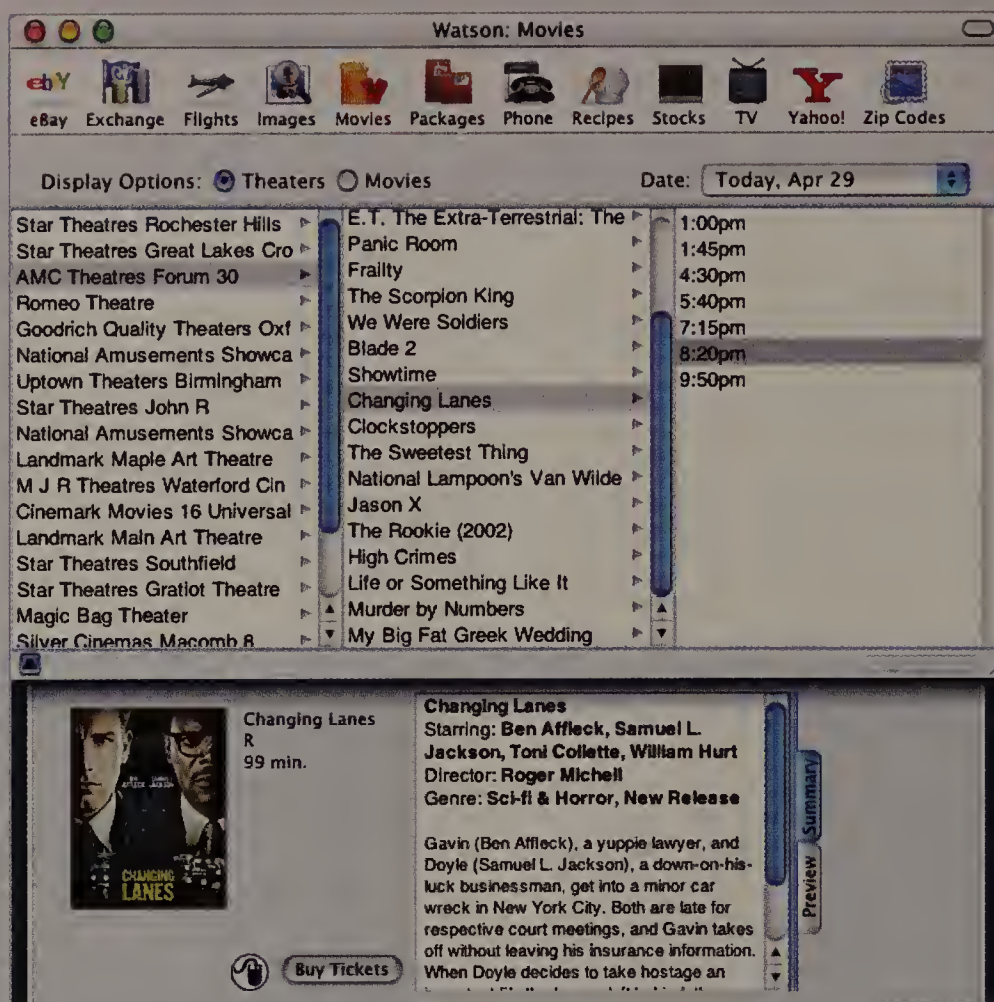 Watson: Movies
ebY
eBay Exchange Flights Images Movies Packages Phone Recipes Stocks TV Yahoo! Zip Codes
Display Options: Theaters Movies Date: Today, Apr 29
Star Theatres Rochester Hills
Star Theatres Great Lakes Cro
AMC Theatres Forum 30
Romeo Theatre
Goodrich Quality Theaters Oxf
National Amusements Showca
Uptown Theaters Birmingham
Star Theatres John R
National Amusements Showca
Landmark Maple Art Theatre
M J R Theatres Waterford Cin
Cinemark Movies 16 Universal
Landmark Main Art Theatre
Star Theatres Southfield
Star Theatres Gratiot Theatre
Magic Bag Theater
Silver Cinemas Macomb 8
E.T. The Extra-Terrestrial: The
Panic Room
Frailty
The Scorpion King
We Were Soldiers
Blade 2
Showtime
Changing Lanes
Clockstoppers
The Sweetest Thing
National Lampoon's Van Wilde
Jason X
The Rookie (2002)
High Crimes
Life or Something Like It
Murder by Numbers
My Big Fat Greek Wedding
1:00pm
1:45pm
4:30pm
5:40pm
7:15pm
8:20pm
9:50pm
CHANGING
LANES
Changing Lanes
R
99 min.
Buy Tickets
Changing Lanes
Starring: Ben Affleck, Samuel L.
Jackson, Toni Collette, William Hurt
Director: Roger Michell
Genre: Sci-fi & Horror, New Release
Gavin (Ben Affleck), a yuppie lawyer, and
Doyle (Samuel L. Jackson), a down-on-his-
luck businessman, get into a minor car
wreck in New York City. Both are late for
respective court meetings, and Gavin takes
off without leaving his insurance information.
When Doyle decides to take hostage an
Summary
Preview